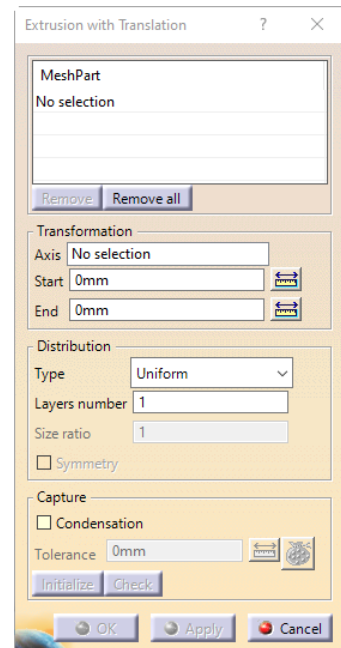 Extrusion with Translation ? ×
MeshPart
No selection
Remove Remove all
Transformation
Axis No selection
Start 0mm
End 0mm
Distribution
Type Uniform
Layers number 1
Size ratio 1
Symmetry
Capture
Condensation
Tolerance 0mm
Initialize Check
OK Apply Cancel